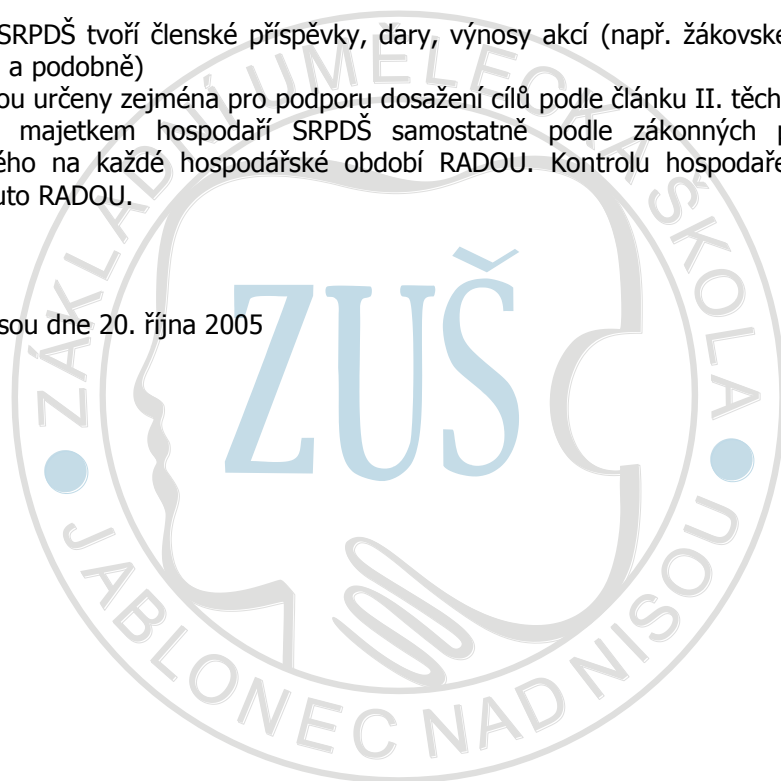 SRPDŠ tvoří členské příspěvky, dary, výnosy akcí (např. žákovské
a podobně)
ou určeny zejména pro podporu dosažení cílů podle článku II. těch
majetkem hospodaří SRPDŠ samostatně podle zákonných p
ého na každé hospodářské období RADOU. Kontrolu hospodaře
uto RADOU.
sou dne 20. října 2005
ZÁKLADNÍ UMĚLECKÁ ŠKOLA
ZUŠ
JABLONEC NAD NISOU